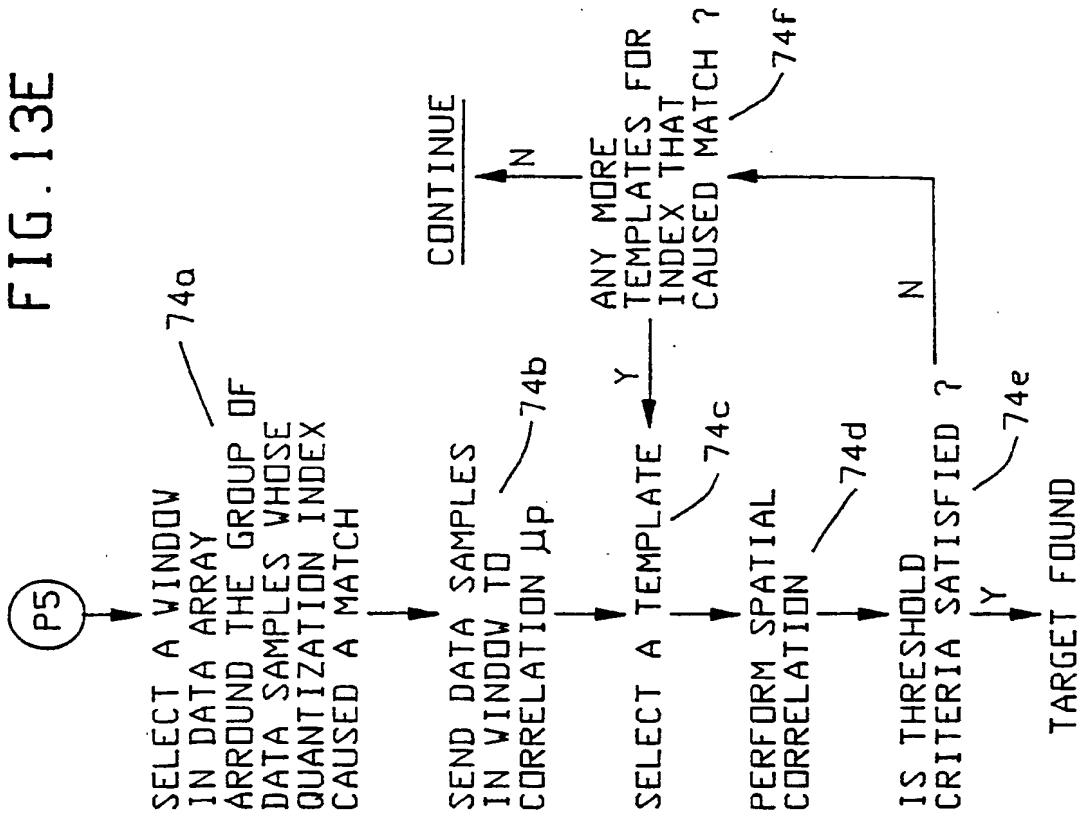 FIG.13E
P5
SELECT A WINDOW
IN DATA ARRAY
ARROUND THE GROUP OF
DATA SAMPLES WHOSE
QUANTIZATION INDEX
CAUSED A MATCH
74a
SEND DATA SAMPLES
IN WINDOW TO
CORRELATION µp
74b
SELECT A TEMPLATE
74c
PERFORM SPATIAL
CORRELATION
74d
IS THRESHOLD
CRITERIA SATISFIED ?
74e
Y
TARGET FOUND
N
ANY MORE
TEMPLATES FOR
INDEX THAT
CAUSED MATCH ?
74f
Y
N
CONTINUE